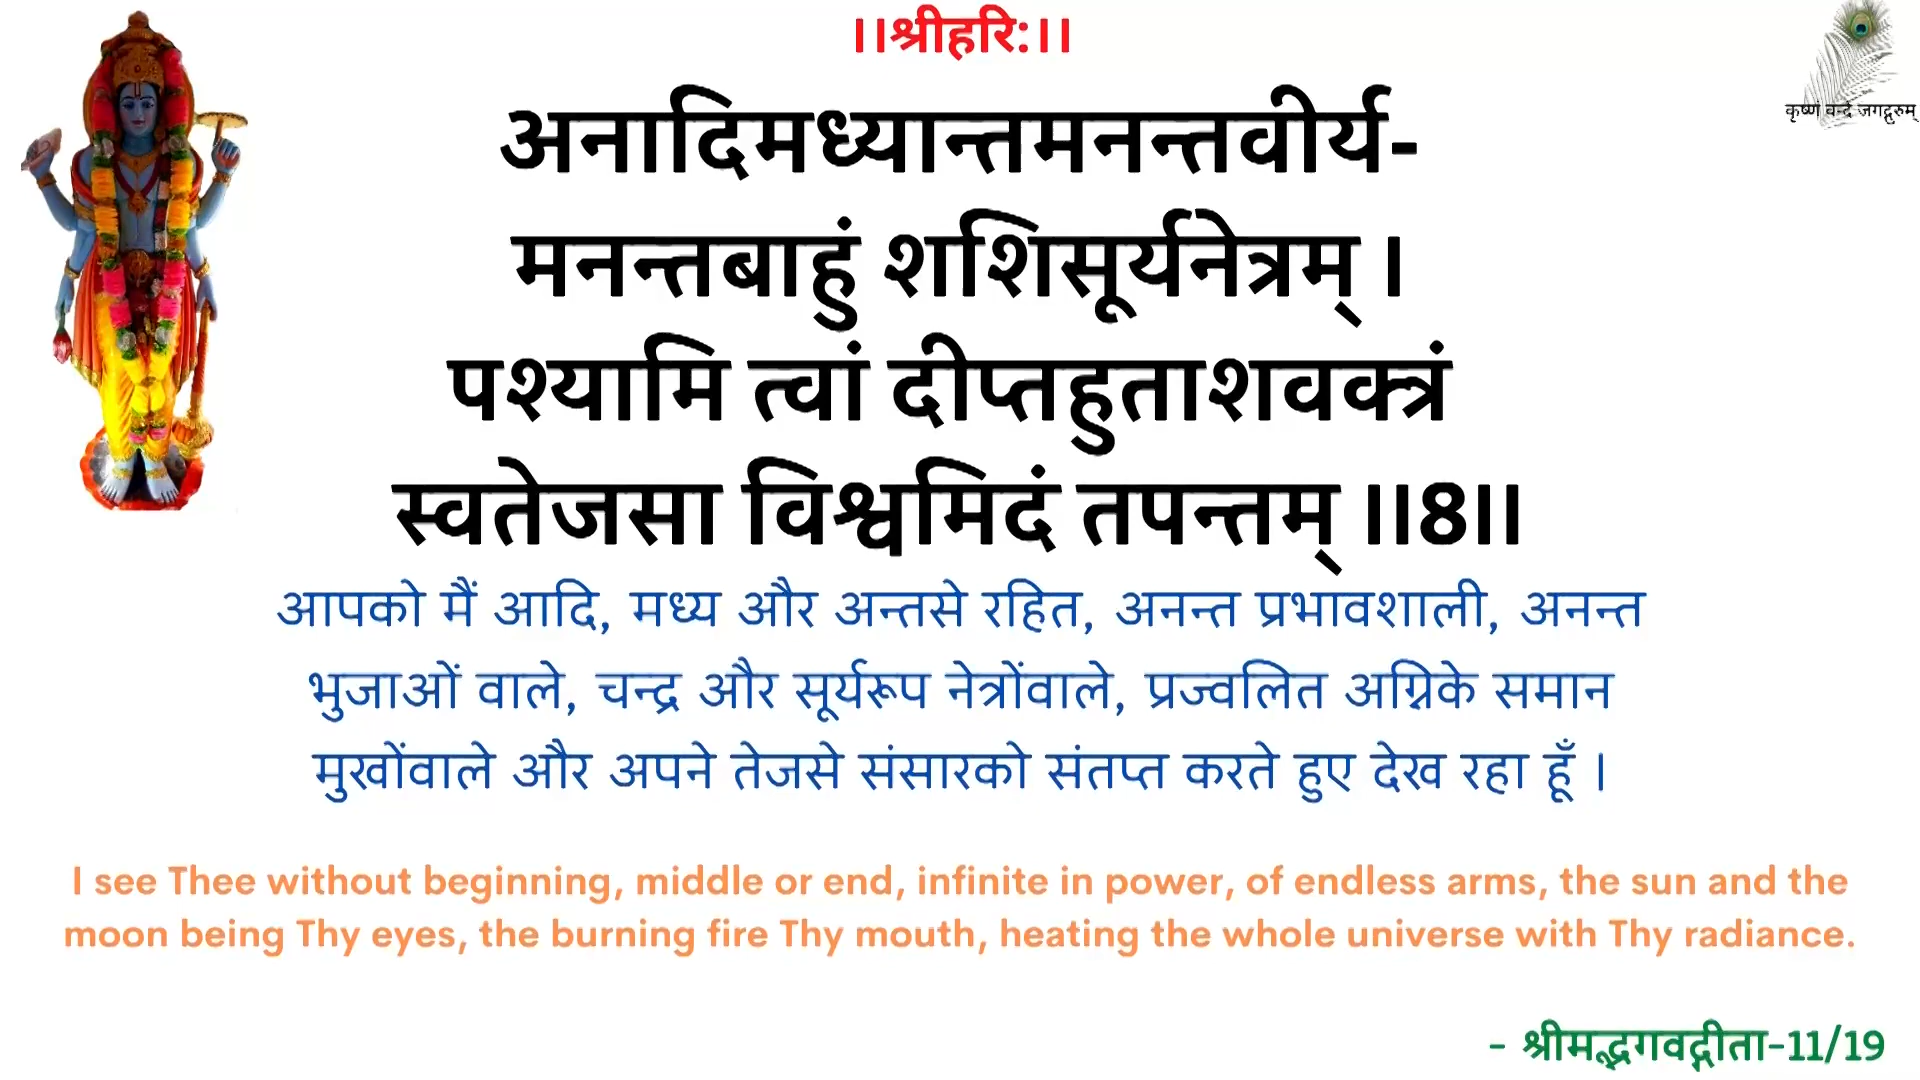 ।।श्रीहरि:।।
कृष्णं वन्दे जगद्गुरुम्
अनादिमध्यान्तमनन्तवीर्य-
मनन्तबाहुं शशिसूर्यनेत्रम् ।
पश्यामि त्वां दीप्तहुताशवक्त्रं
स्वतेजसा विश्वमिदं तपन्तम् ।।8।।
आपको मैं आदि, मध्य और अन्तसे रहित, अनन्त प्रभावशाली, अनन्त
भुजाओं वाले, चन्द्र और सूर्यरूप नेत्रोंवाले, प्रज्वलित अग्निके समान
मुखोंवाले और अपने तेजसे संसारको संतप्त करते हुए देख रहा हूँ ।
I see Thee without beginning, middle or end, infinite in power, of endless arms, the sun and the
moon being Thy eyes, the burning fire Thy mouth, heating the whole universe with Thy radiance.
- श्रीमद्भगवद्गीता-11/19